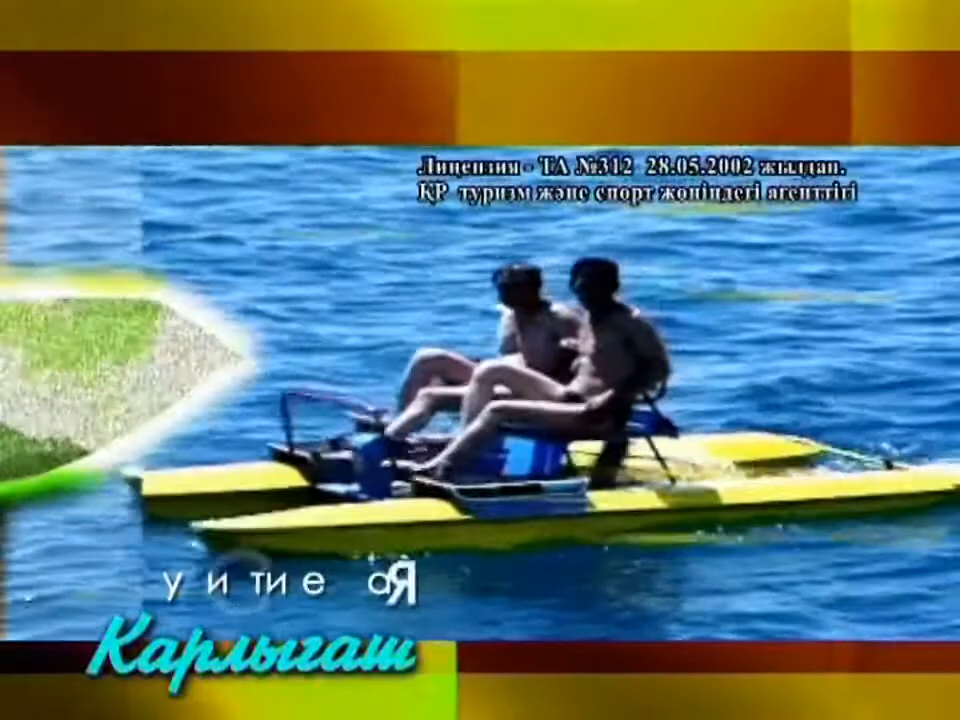 Лицензия - ТА №312 28.05.2002 жылдан.
ҚР туризм және спорт жөніндегі агенттігі
Карлыгаш